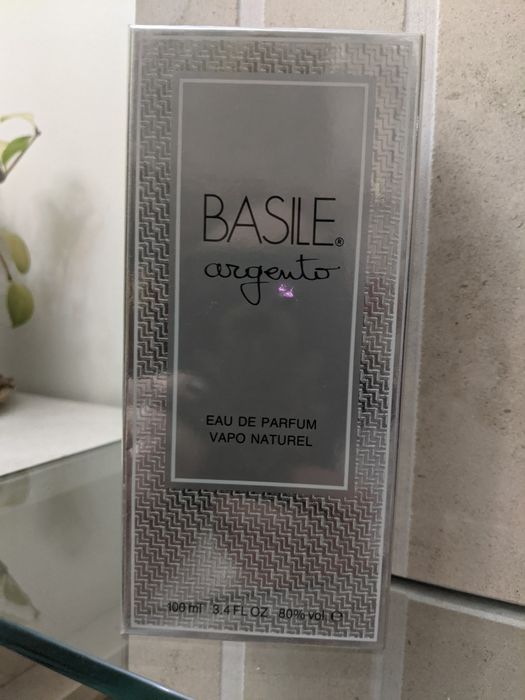 BASILE®
argento
EAU DE PARFUM
VAPO NATUREL
100 ml 3.4 FL OZ 80% vol. ℮